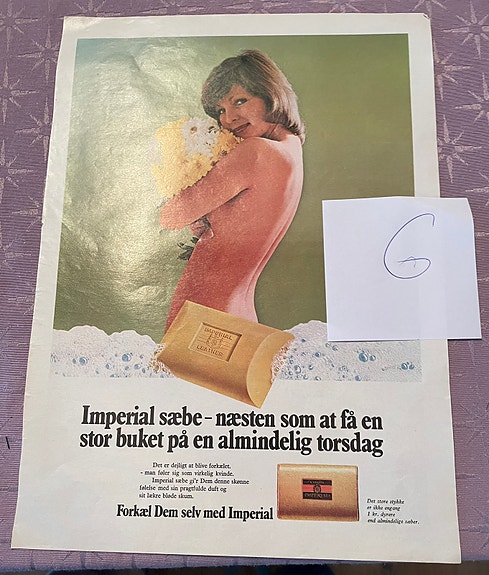 G
IMPERIAL
LEATHER
Imperial sæbe – næsten som at få en
stor buket på en almindelig torsdag
Det er dejligt at blive forkælet,
- man føler sig som virkelig kvinde.
Imperial sæbe gi'r Dem denne skønne
følelse med sin pragtfulde duft og
sit lækre bløde skum.
Forkæl Dem selv med Imperial
IMPERIAL
Det store stykke
er ikke engang
1 kr. dyrere
end almindelige sæber.